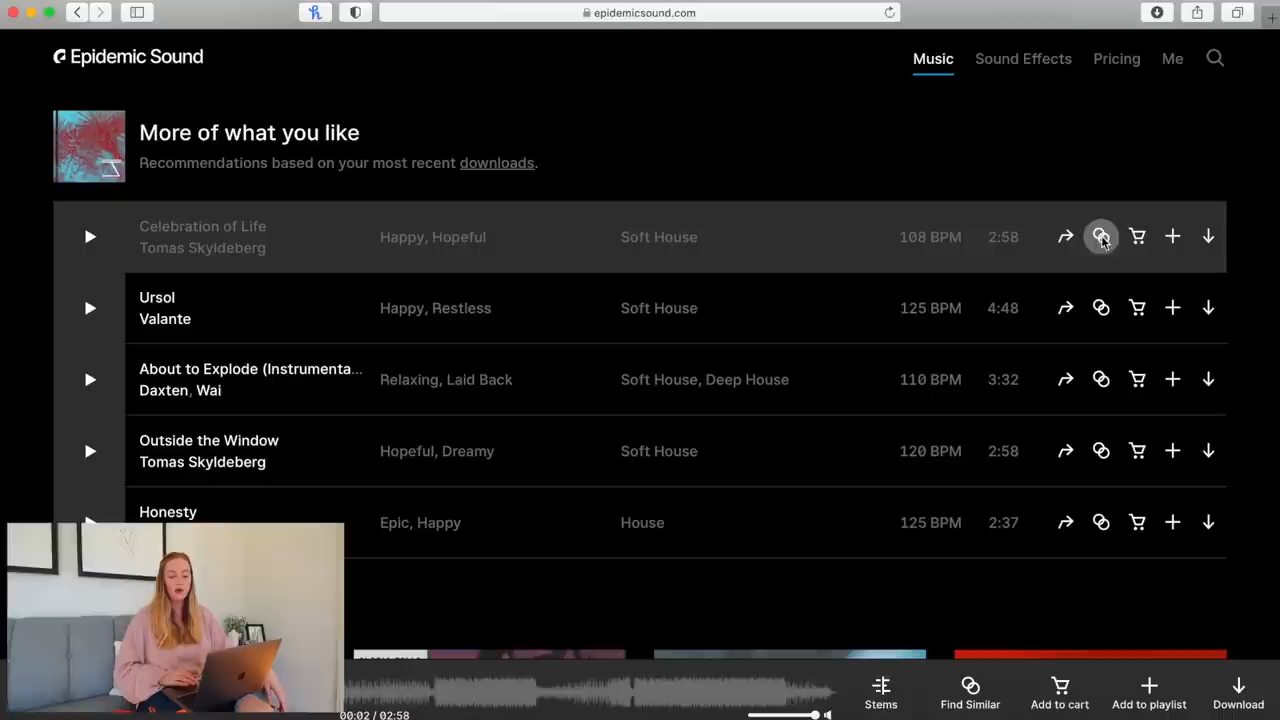 epidemicsound.com
Epidemic Sound
Music Sound Effects Pricing Me
More of what you like
Recommendations based on your most recent downloads.
Celebration of Life
Tomas Skyldeberg
Happy, Hopeful
Soft House
108 BPM
2:58
Ursol
Valante
Happy, Restless
Soft House
125 BPM
4:48
About to Explode (Instrumenta...
Daxten, Wai
Relaxing, Laid Back
Soft House, Deep House
110 BPM
3:32
Outside the Window
Tomas Skyldeberg
Hopeful, Dreamy
Soft House
120 BPM
2:58
Honesty
Epic, Happy
House
125 BPM
2:37
00:02 / 02:58
Stems
Find Similar
Add to cart
Add to playlist
Download